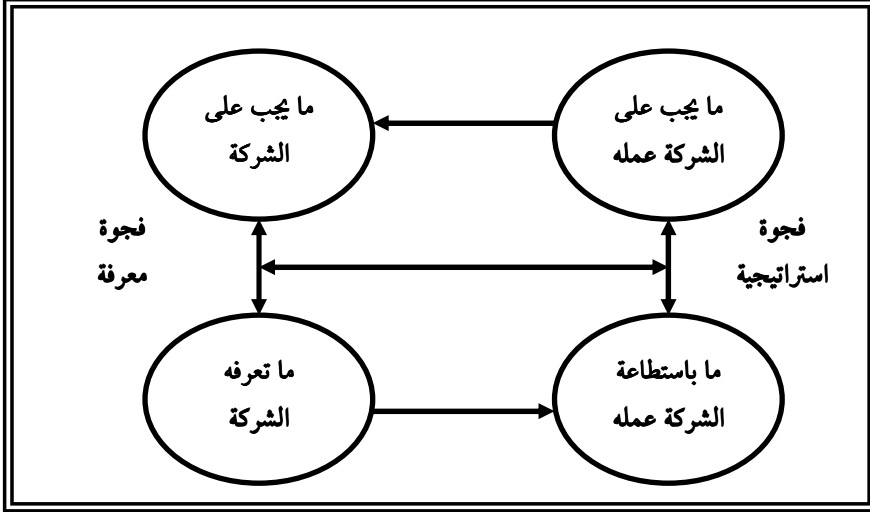 ما يجب على
الشركة عمله
ما يجب على
الشركة
فجوة
استراتيجية
فجوة
معرفة
ما باستطاعة
الشركة عمله
ما تعرفه
الشركة